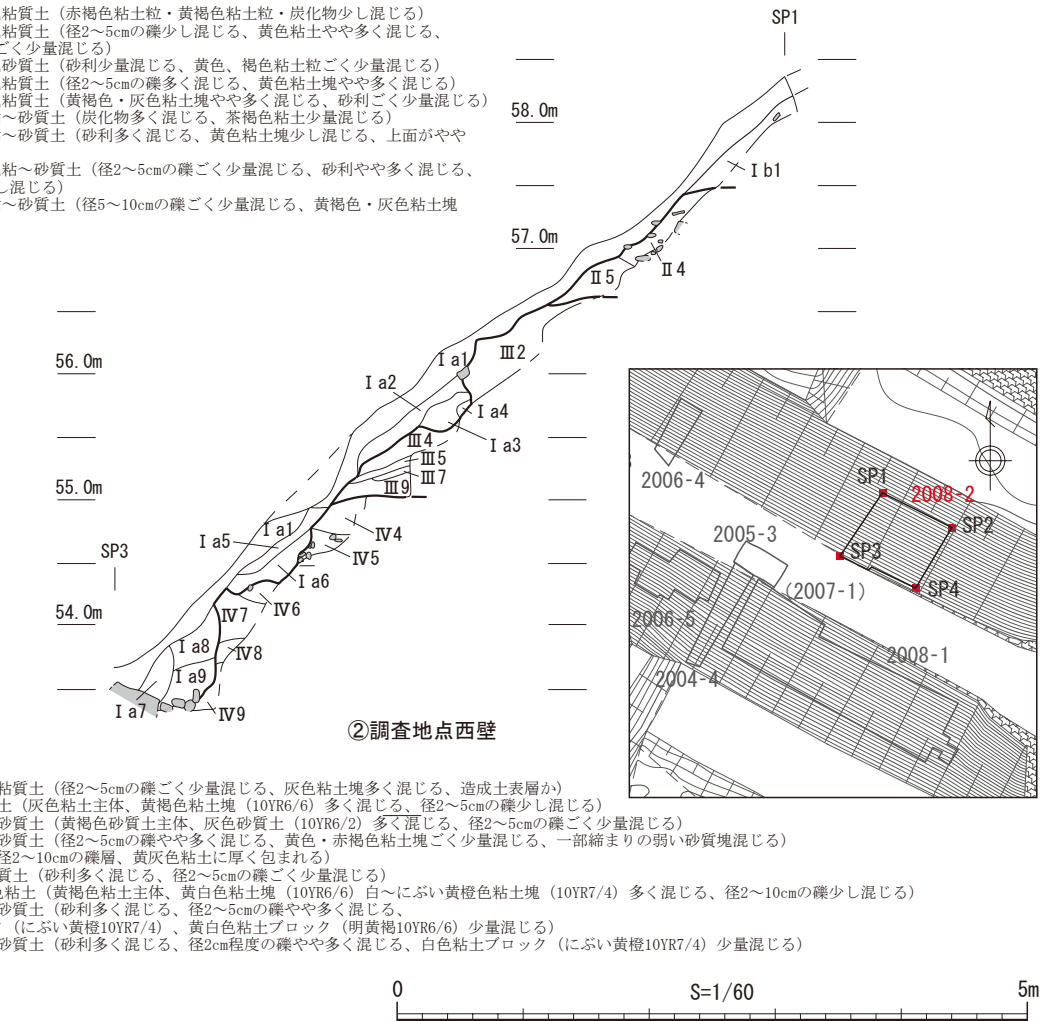 粘質土（赤褐色粘土粒・黄褐色粘土粒・炭化物少し混じる）
粘質土（径2～5cmの礫少し混じる、黄色粘土やや多く混じる、
ごく少量混じる）
砂質土（砂利少量混じる、黄色、褐色粘土粒ごく少量混じる）
粘質土（径2～5cmの礫多く混じる、黄色粘土塊やや多く混じる）
粘質土（黄褐色・灰色粘土塊やや多く混じる、砂利ごく少量混じる）
～砂質土（炭化物多く混じる、茶褐色粘土少量混じる）
～砂質土（砂利多く混じる、黄色粘土塊少し混じる、上面がやや
粘～砂質土（径2～5cmの礫ごく少量混じる、砂利やや多く混じる、
し混じる）
～砂質土（径5～10cmの礫ごく少量混じる、黄褐色・灰色粘土塊
SP1
58.0m
Ⅰb1
57.0m
Ⅱ4
Ⅱ5
Ⅲ2
56.0m
Ⅰa1
Ⅰa2
Ⅰa4
Ⅰa3
Ⅲ4
Ⅲ5
Ⅲ7
Ⅲ9
55.0m
Ⅰa1
Ⅳ4
Ⅰa5
Ⅳ5
SP3
Ⅰa6
Ⅳ6
54.0m
Ⅳ7
Ⅰa8
Ⅳ8
Ⅰa9
Ⅰa7
Ⅳ9
②調査地点西壁
2006-4
SP1
2008-2
SP2
2005-3
SP3
SP4
(2007-1)
2006-5
2008-1
2004-4
粘質土（径2～5cmの礫ごく少量混じる、灰色粘土塊多く混じる、造成土表層か）
土（灰色粘土主体、黄褐色粘土塊（10YR6/6）多く混じる、径2～5cmの礫少し混じる）
砂質土（黄褐色砂質土主体、灰色砂質土（10YR6/2）多く混じる、径2～5cmの礫ごく少量混じる）
砂質土（径2～5cmの礫やや多く混じる、黄色・赤褐色粘土塊ごく少量混じる、一部締まりの弱い砂質塊混じる）
径2～10cmの礫層、黄灰色粘土に厚く包まれる）
質土（砂利多く混じる、径2～5cmの礫ごく少量混じる）
色粘土（黄褐色粘土主体、黄白色粘土塊（10YR6/6）白～にぶい黄橙色粘土塊（10YR7/4）多く混じる、径2～10cmの礫少し混じる）
砂質土（砂利多く混じる、径2～5cmの礫やや多く混じる、
（にぶい黄橙10YR7/4）、黄白色粘土ブロック（明黄褐10YR6/6）少量混じる）
砂質土（砂利多く混じる、径2cm程度の礫やや多く混じる、白色粘土ブロック（にぶい黄橙10YR7/4）少量混じる）
0
S=1/60
5m